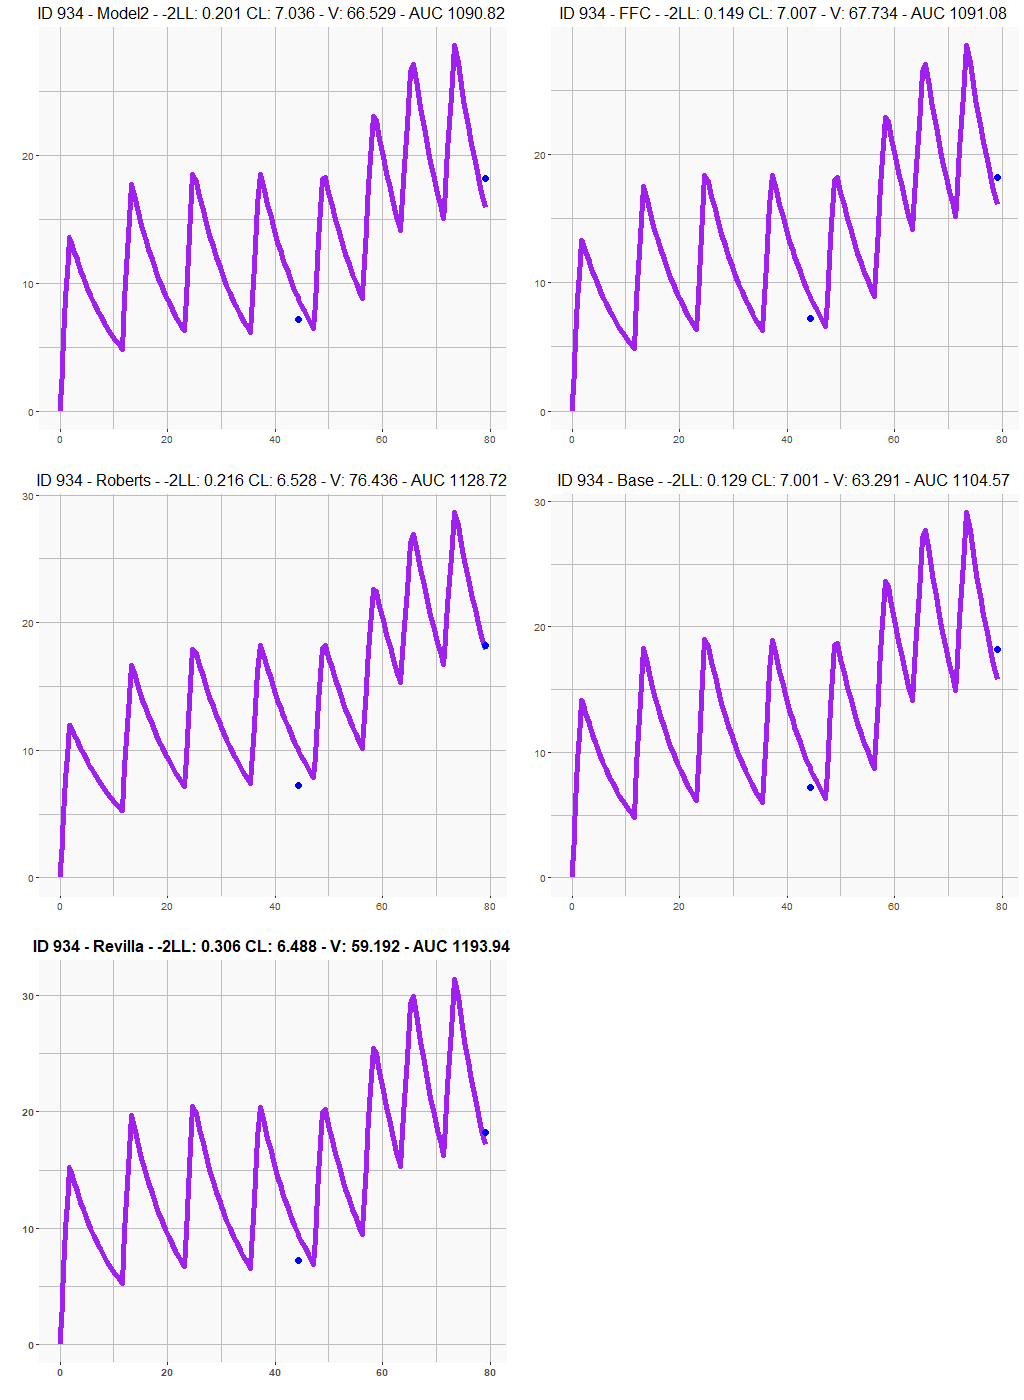 ID 934 - Model2 - -2LL: 0.201 CL: 7.036 - V: 66.529 - AUC 1090.82
20
10
0
0 20 40 60 80
ID 934 - FFC - -2LL: 0.149 CL: 7.007 - V: 67.734 - AUC 1091.08
20
10
0
0 20 40 60 80
ID 934 - Roberts - -2LL: 0.216 CL: 6.528 - V: 76.436 - AUC 1128.72
30
20
10
0
0 20 40 60 80
ID 934 - Base - -2LL: 0.129 CL: 7.001 - V: 63.291 - AUC 1104.57
30
20
10
0
0 20 40 60 80
ID 934 - Revilla - -2LL: 0.306 CL: 6.488 - V: 59.192 - AUC 1193.94
30
20
10
0
0 20 40 60 80